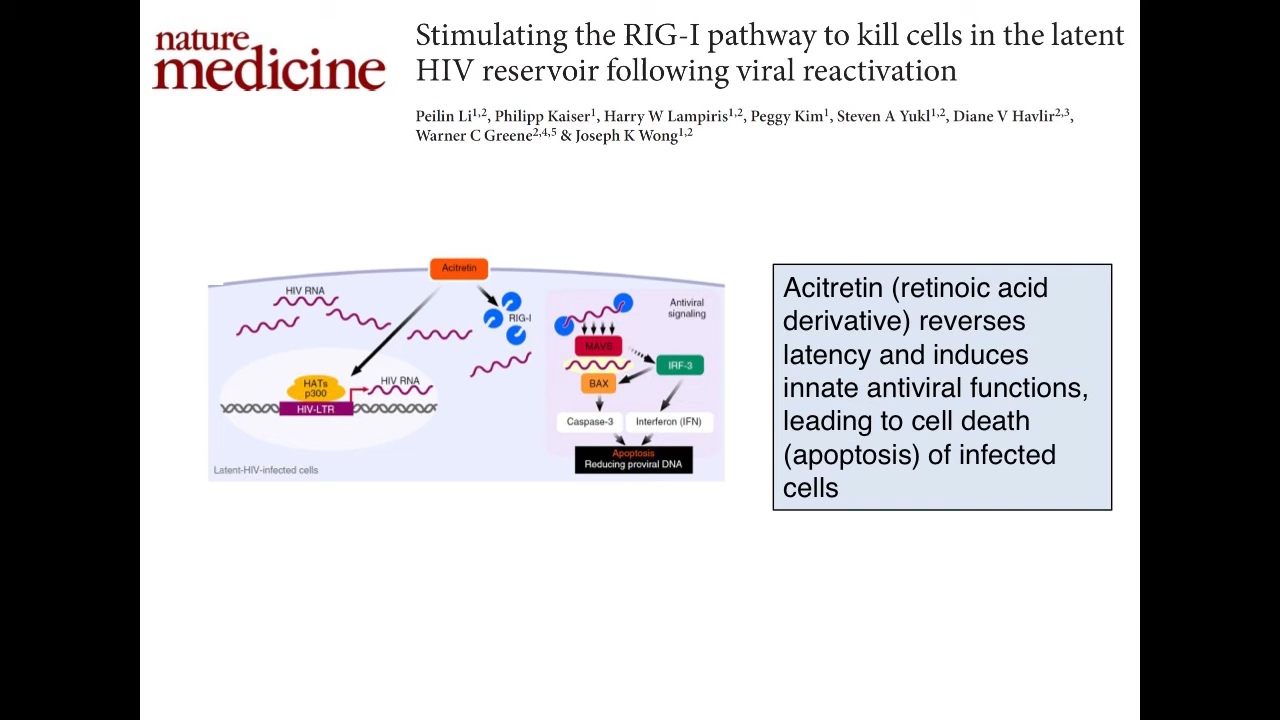 nature
medicine
Stimulating the RIG-I pathway to kill cells in the latent
HIV reservoir following viral reactivation
Peilin Li1,2, Philipp Kaiser1, Harry W Lampiris1,2, Peggy Kim1, Steven A Yukl1,2, Diane V Havlir2,3,
Warner C Greene2,4,5 & Joseph K Wong1,2
Acitretin
HIV RNA
RIG-I
HATs
p300
HIV RNA
HIV-LTR
Latent-HIV-infected cells
Antiviral
signaling
MAVS
IRF-3
BAX
Caspase-3
Interferon (IFN)
Apoptosis
Reducing proviral DNA
Acitretin (retinoic acid
derivative) reverses
latency and induces
innate antiviral functions,
leading to cell death
(apoptosis) of infected
cells